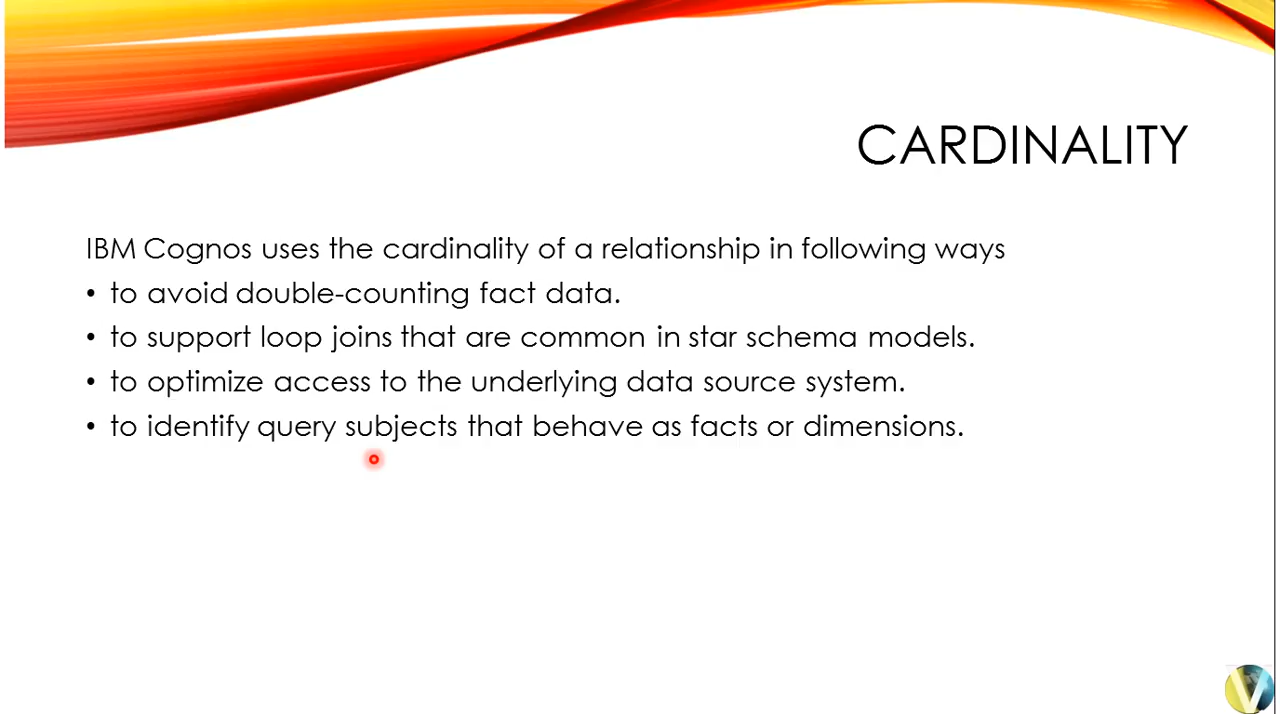 CARDINALITY
IBM Cognos uses the cardinality of a relationship in following ways
• to avoid double-counting fact data.
• to support loop joins that are common in star schema models.
• to optimize access to the underlying data source system.
• to identify query subjects that behave as facts or dimensions.
V